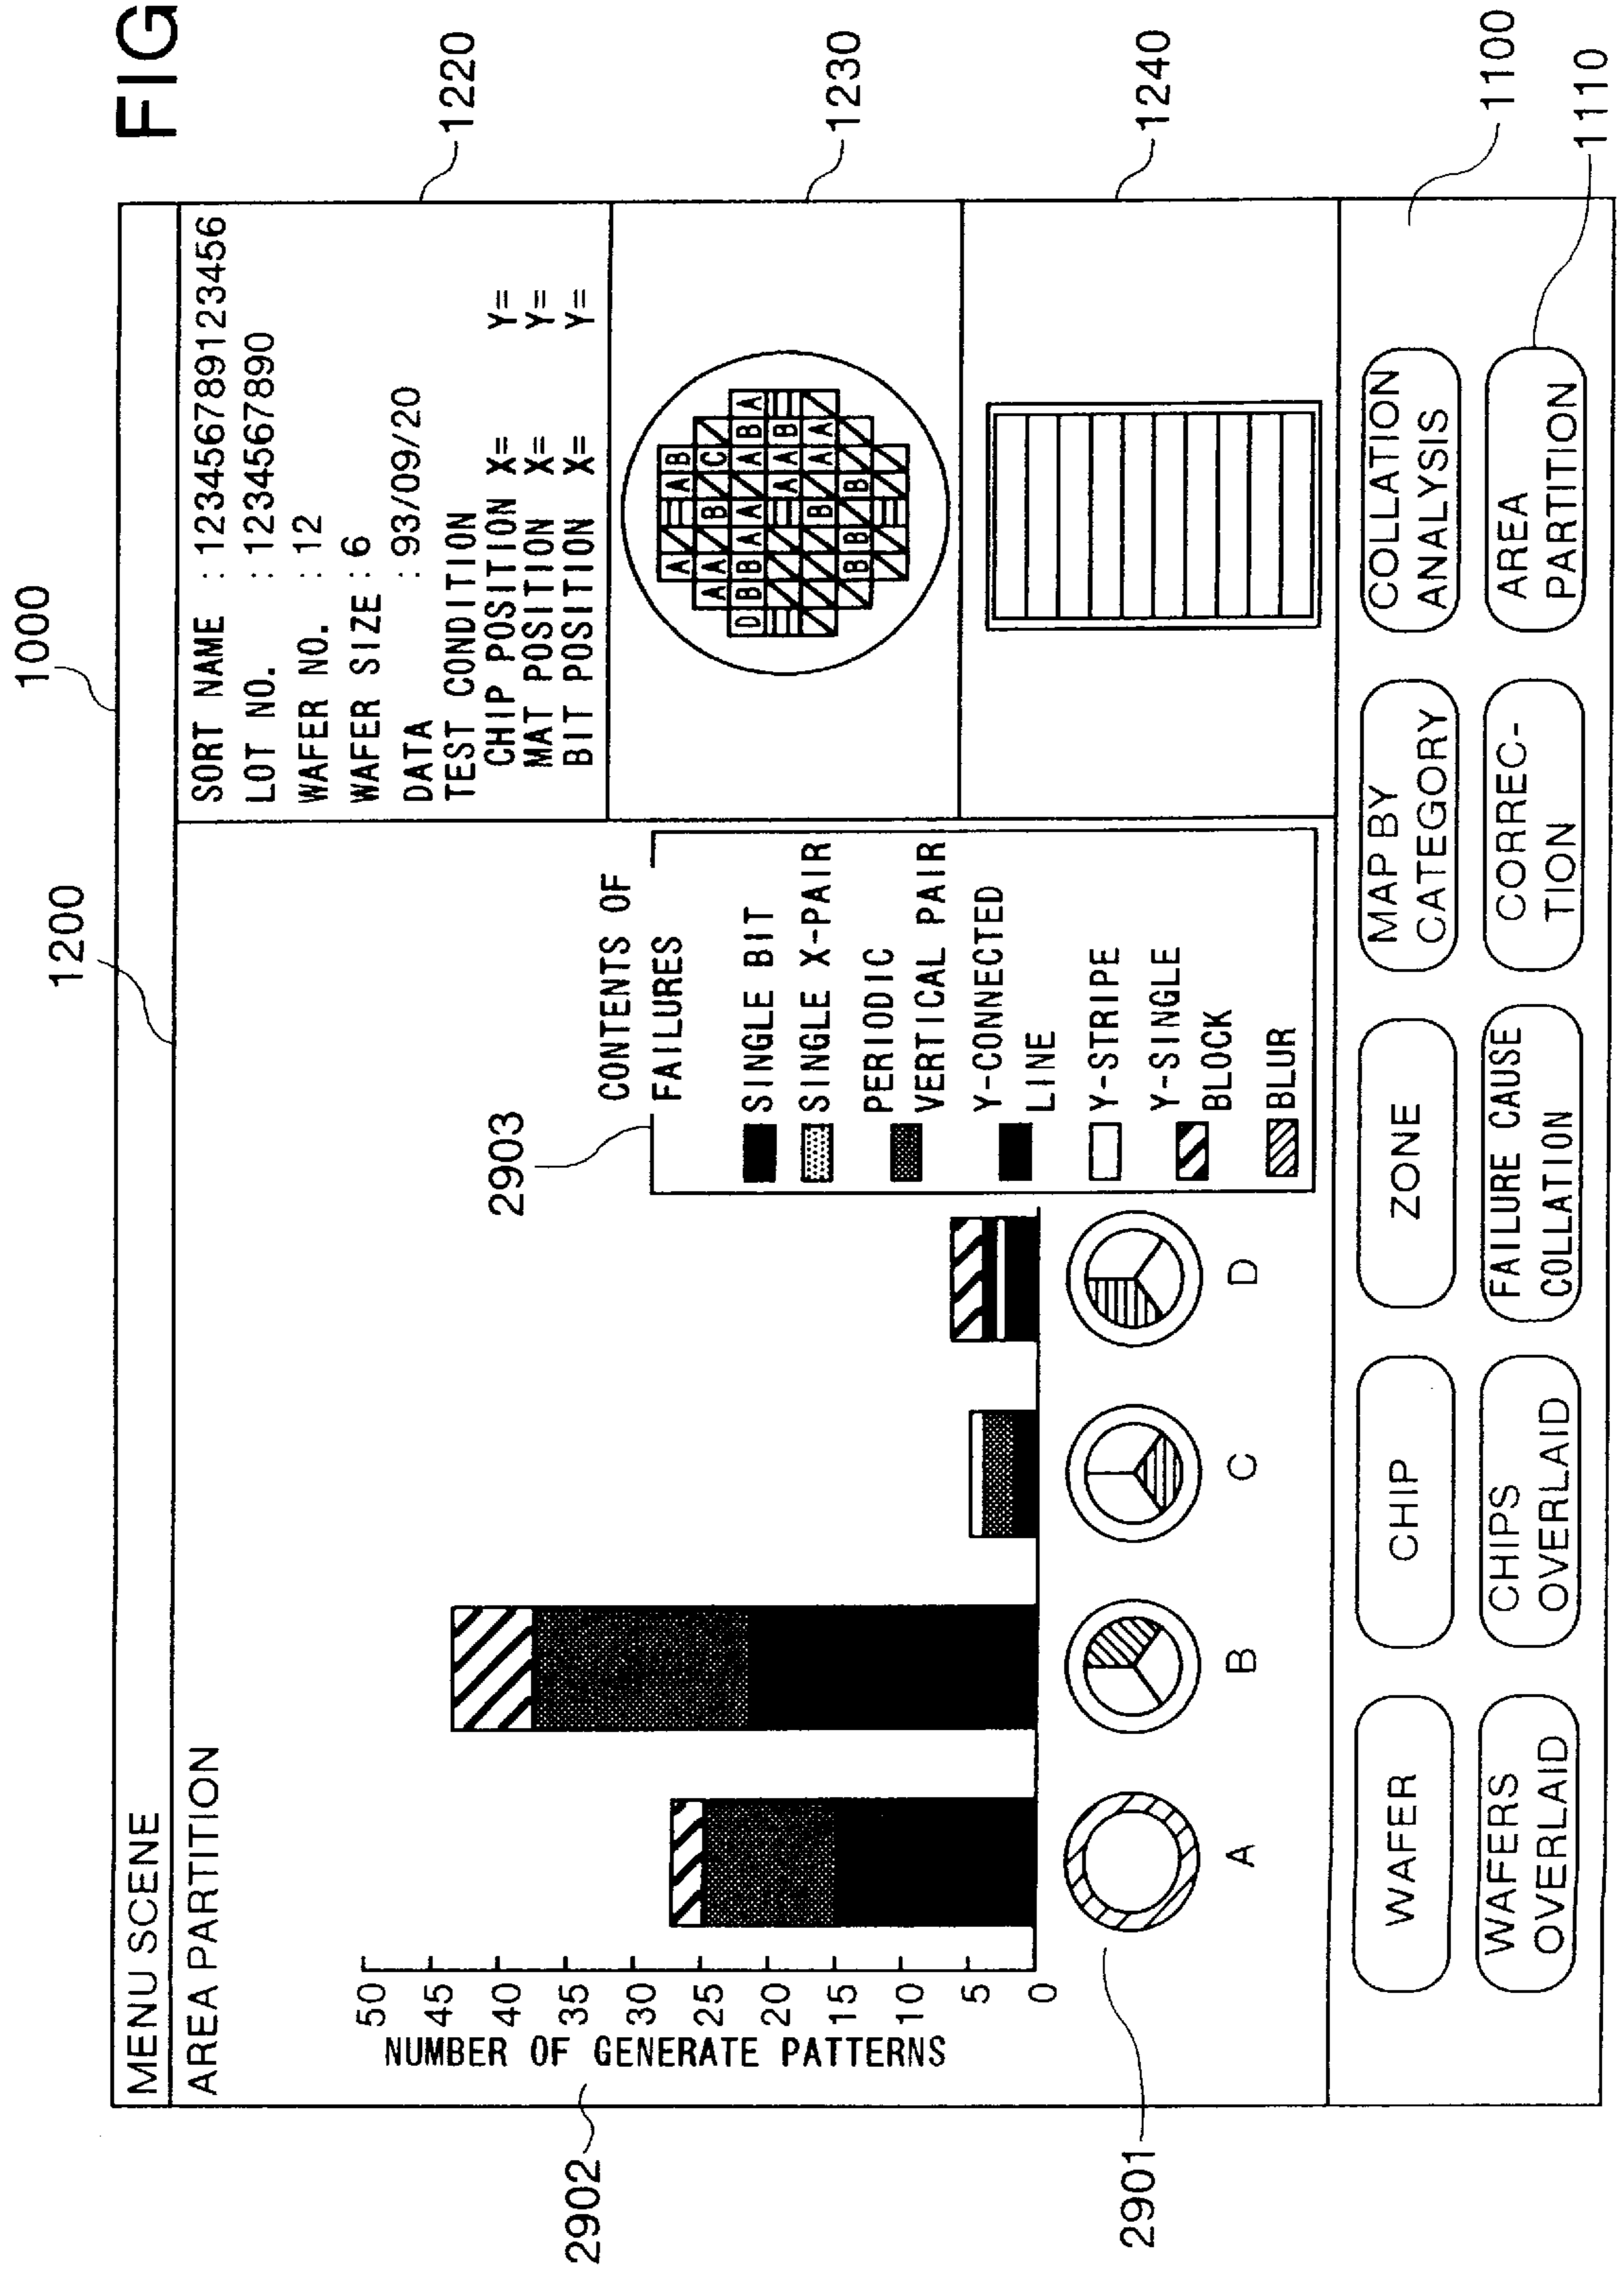 FIG
1000
1200
MENU SCENE
AREA PARTITION
2902
NUMBER OF GENERATE PATTERNS
50
45
40
35
30
25
20
15
10
5
0
2901
A
B
C
D
2903
CONTENTS OF
FAILURES
SINGLE BIT
SINGLE X-PAIR
PERIODIC
VERTICAL PAIR
Y-CONNECTED
LINE
Y-STRIPE
Y-SINGLE
BLOCK
BLUR
SORT NAME : 123456789123456
LOT NO. : 1234567890
WAFER NO. : 12
WAFER SIZE : 6
DATA : 93/09/20
TEST CONDITION
CHIP POSITION X= Y=
MAT POSITION X= Y=
BIT POSITION X= Y=
1220
A A B
A A B B C
D B B A A A B A
A B B
B A A
B B B
1230
1240
WAFER
CHIP
ZONE
MAP BY
CATEGORY
COLLATION
ANALYSIS
1100
WAFERS
OVERLAID
CHIPS
OVERLAID
FAILURE CAUSE
COLLATION
CORREC-
TION
AREA
PARTITION
1110